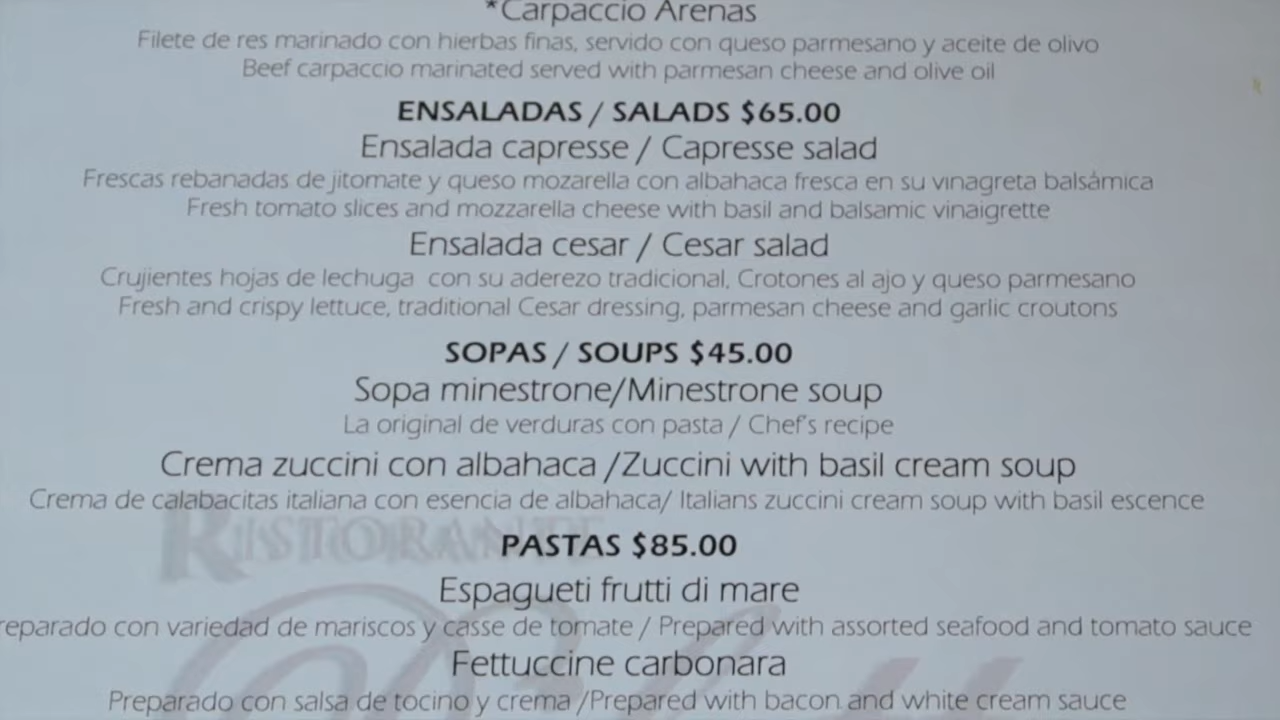 *Carpaccio Arenas
Filete de res marinado con hierbas finas, servido con queso parmesano y aceite de olivo
Beef carpaccio marinated served with parmesan cheese and olive oil
ENSALADAS / SALADS $65.00
Ensalada capresse / Capresse salad
Frescas rebanadas de jitomate y queso mozarella con albahaca fresca en su vinagreta balsámica
Fresh tomato slices and mozzarella cheese with basil and balsamic vinaigrette
Ensalada cesar / Cesar salad
Crujientes hojas de lechuga con su aderezo tradicional, Crotones al ajo y queso parmesano
Fresh and crispy lettuce, traditional Cesar dressing, parmesan cheese and garlic croutons
SOPAS / SOUPS $45.00
Sopa minestrone/Minestrone soup
La original de verduras con pasta / Chef's recipe
Crema zuccini con albahaca /Zuccini with basil cream soup
Crema de calabacitas italiana con esencia de albahaca/ Italians zuccini cream soup with basil escence
RISTORANTE
PASTAS $85.00
Espagueti frutti di mare
reparado con variedad de mariscos y casse de tomate / Prepared with assorted seafood and tomato sauce
Fettuccine carbonara
Preparado con salsa de tocino y crema /Prepared with bacon and white cream sauce